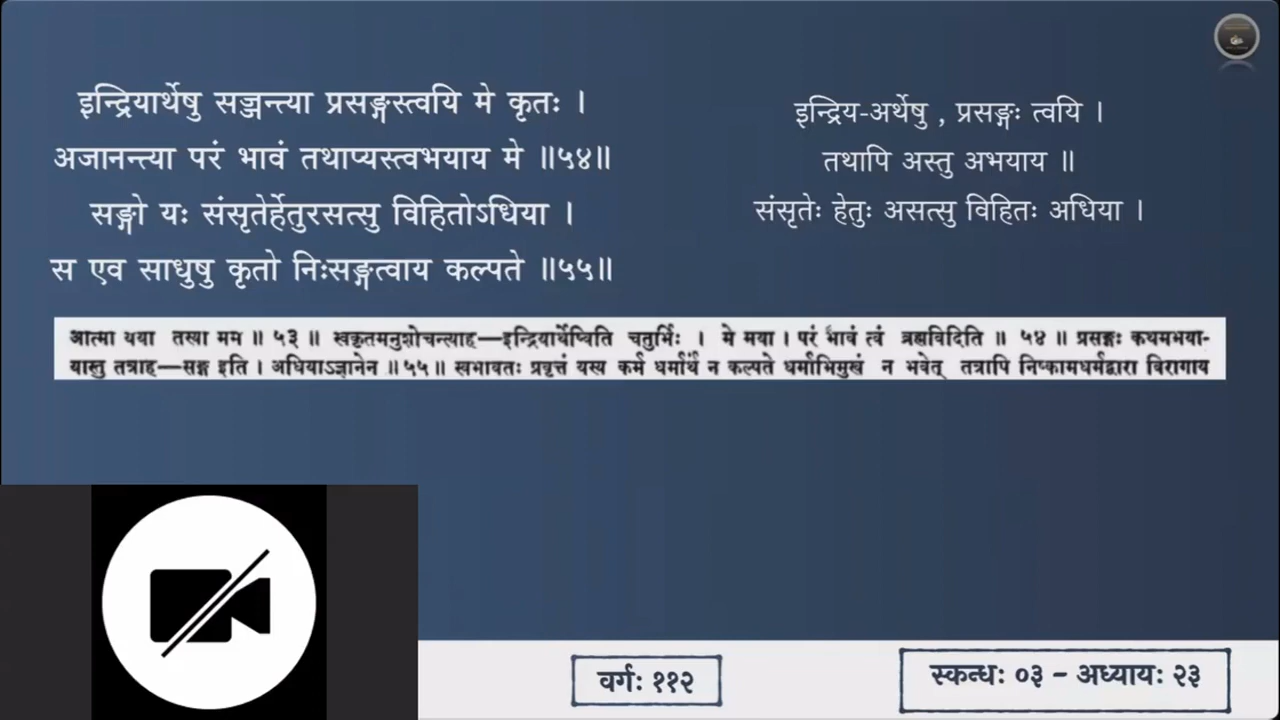 इन्द्रियार्थेषु सज्जन्त्या प्रसङ्गस्त्वयि मे कृतः ।
अजानन्त्या परं भावं तथाप्यस्त्वभयाय मे ॥५४॥
सङ्गो यः संसृतेर्हेतुरसत्सु विहितोऽधिया ।
स एव साधुषु कृतो निःसङ्गत्वाय कल्पते ॥५५॥
इन्द्रिय-अर्थेषु , प्रसङ्गः त्वयि ।
तथापि अस्तु अभयाय ॥
संसृतेः हेतुः असत्सु विहितः अधिया ।
आत्मा यया तस्या मम ॥ ५३ ॥ स्वकृतमनुशोचन्त्याह—इन्द्रियार्थेष्विति चतुर्भिः । मे मया । परं भावं त्वं ब्रह्मविदिति ॥ ५४ ॥ प्रसङ्गः कथमभया-
यास्तु तत्राह—सङ्ग इति । अधियाऽज्ञानेन ॥ ५५ ॥ स्वभावतः प्रवृत्तं यस्य कर्म धर्मार्थं न कल्पते धर्माभिमुखं न भवेत् तत्रापि निष्कामधर्मद्वारा विरागाय
वर्गः ११२
स्कन्धः ०३ - अध्यायः २३